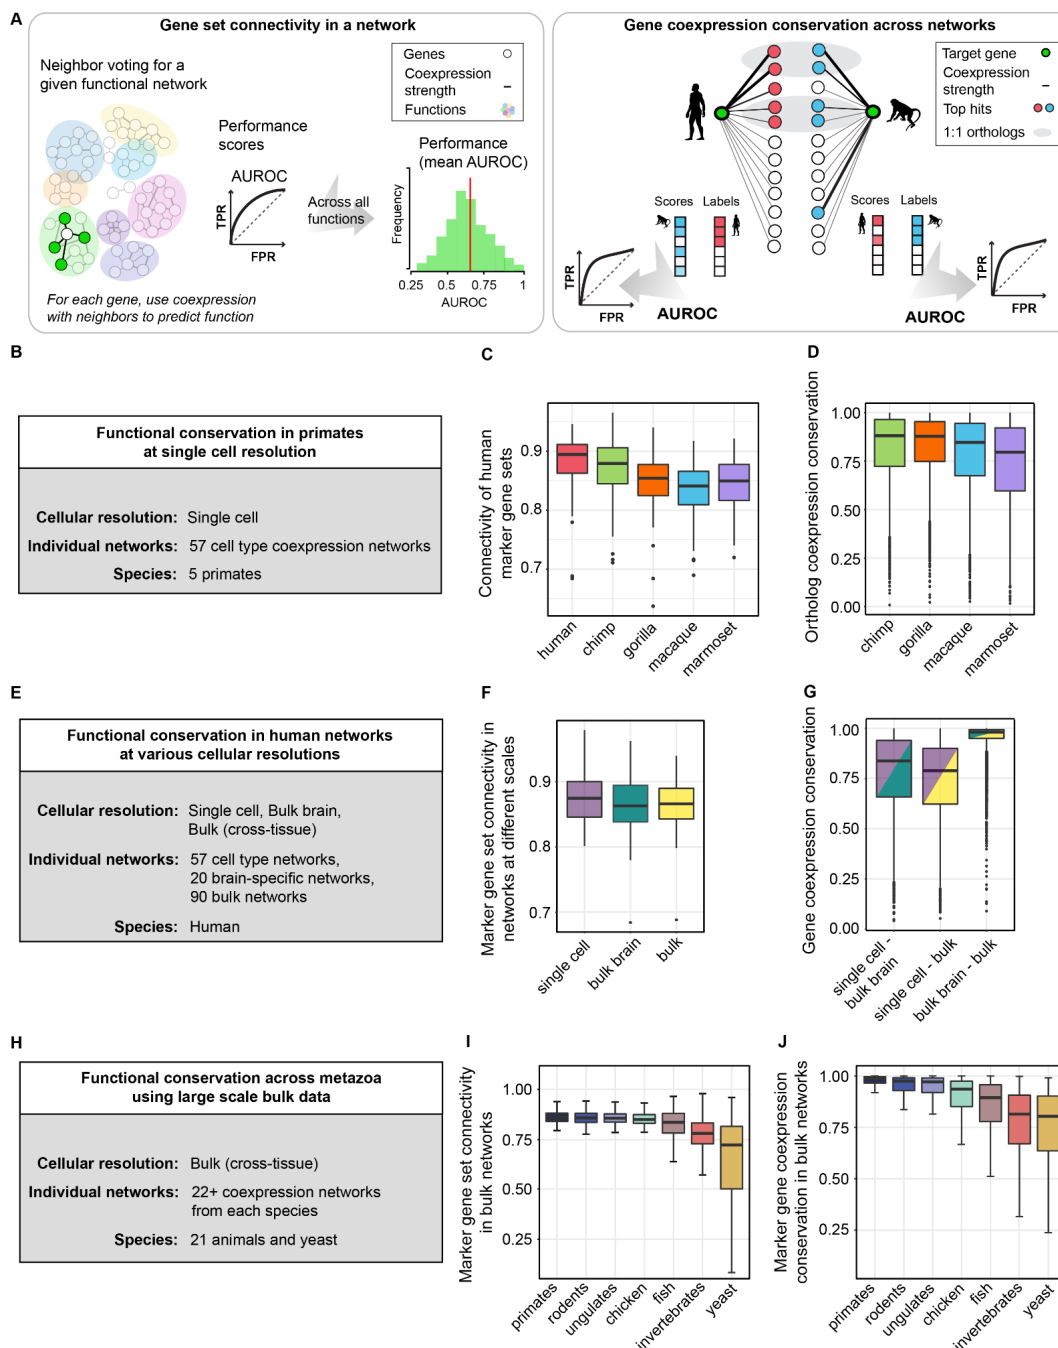 A
Gene set connectivity in a network
Neighbor voting for a
given functional network
Genes
Coexpression
strength
Functions
Performance
scores
AUROC
TPR
FPR
Across all
functions
Performance
(mean AUROC)
Frequency
0.25
0.5
0.75
1
AUROC
For each gene, use coexpression
with neighbors to predict function
Gene coexpression conservation across networks
Target gene
Coexpression
strength
Top hits
1:1 orthologs
Scores
Labels
Scores
Labels
TPR
FPR
AUROC
AUROC
TPR
FPR
B
Functional conservation in primates
at single cell resolution
Cellular resolution: Single cell
Individual networks: 57 cell type coexpression networks
Species: 5 primates
C
Connectivity of human
marker gene sets
0.9
0.8
0.7
human
chimp
gorilla
macaque
marmoset
D
Ortholog coexpression conservation
1.00
0.75
0.50
0.25
0.00
chimp
gorilla
macaque
marmoset
E
Functional conservation in human networks
at various cellular resolutions
Cellular resolution: Single cell, Bulk brain,
Bulk (cross-tissue)
Individual networks: 57 cell type networks,
20 brain-specific networks,
90 bulk networks
Species: Human
F
Marker gene set connectivity in
networks at different scales
0.9
0.8
0.7
single cell
bulk brain
bulk
G
Gene coexpression conservation
1.00
0.75
0.50
0.25
0.00
single cell -
bulk brain
single cell - bulk
bulk brain - bulk
H
Functional conservation across metazoa
using large scale bulk data
Cellular resolution: Bulk (cross-tissue)
Individual networks: 22+ coexpression networks
from each species
Species: 21 animals and yeast
I
Marker gene set connectivity
in bulk networks
1.00
0.75
0.50
0.25
primates
rodents
ungulates
chicken
fish
invertebrates
yeast
J
Marker gene coexpression
conservation in bulk networks
1.00
0.75
0.50
0.25
primates
rodents
ungulates
chicken
fish
invertebrates
yeast